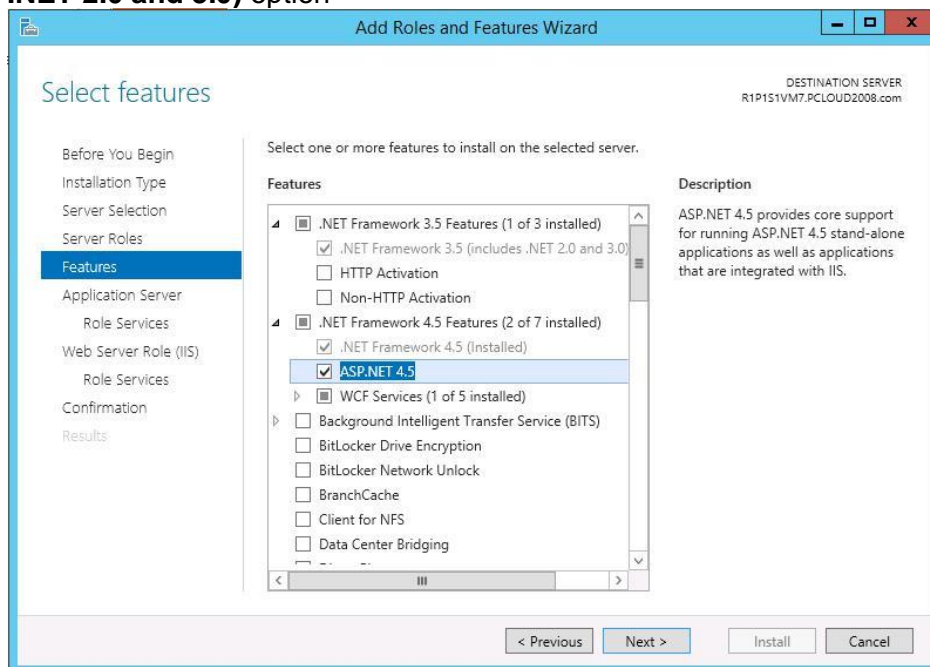 .NET 2.0 and 3.0) option
Add Roles and Features Wizard
Select features
DESTINATION SERVER
R1P1S1VM7.PCLOUD2008.com
Before You Begin
Installation Type
Server Selection
Server Roles
Features
Application Server
Role Services
Web Server Role (IIS)
Role Services
Confirmation
Results
Select one or more features to install on the selected server.
Features
.NET Framework 3.5 Features (1 of 3 installed)
.NET Framework 3.5 (includes .NET 2.0 and 3.0)
HTTP Activation
Non-HTTP Activation
.NET Framework 4.5 Features (2 of 7 installed)
.NET Framework 4.5 (Installed)
ASP.NET 4.5
WCF Services (1 of 5 installed)
Background Intelligent Transfer Service (BITS)
BitLocker Drive Encryption
BitLocker Network Unlock
BranchCache
Client for NFS
Data Center Bridging
Description
ASP.NET 4.5 provides core support
for running ASP.NET 4.5 stand-alone
applications as well as applications
that are integrated with IIS.
< Previous
Next >
Install
Cancel